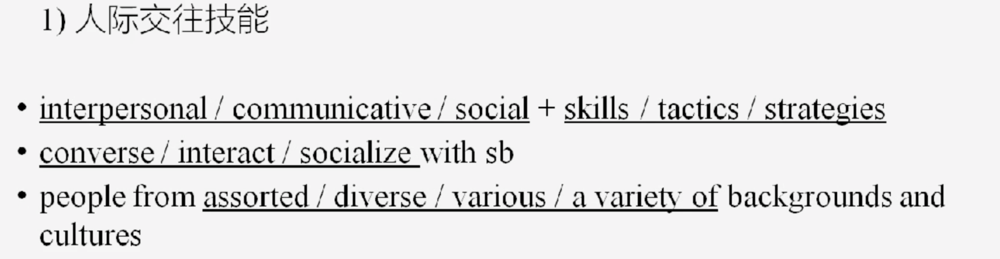 1) 人际交往技能
• interpersonal / communicative / social + skills / tactics / strategies
• converse / interact / socialize with sb
• people from assorted / diverse / various / a variety of backgrounds and
cultures